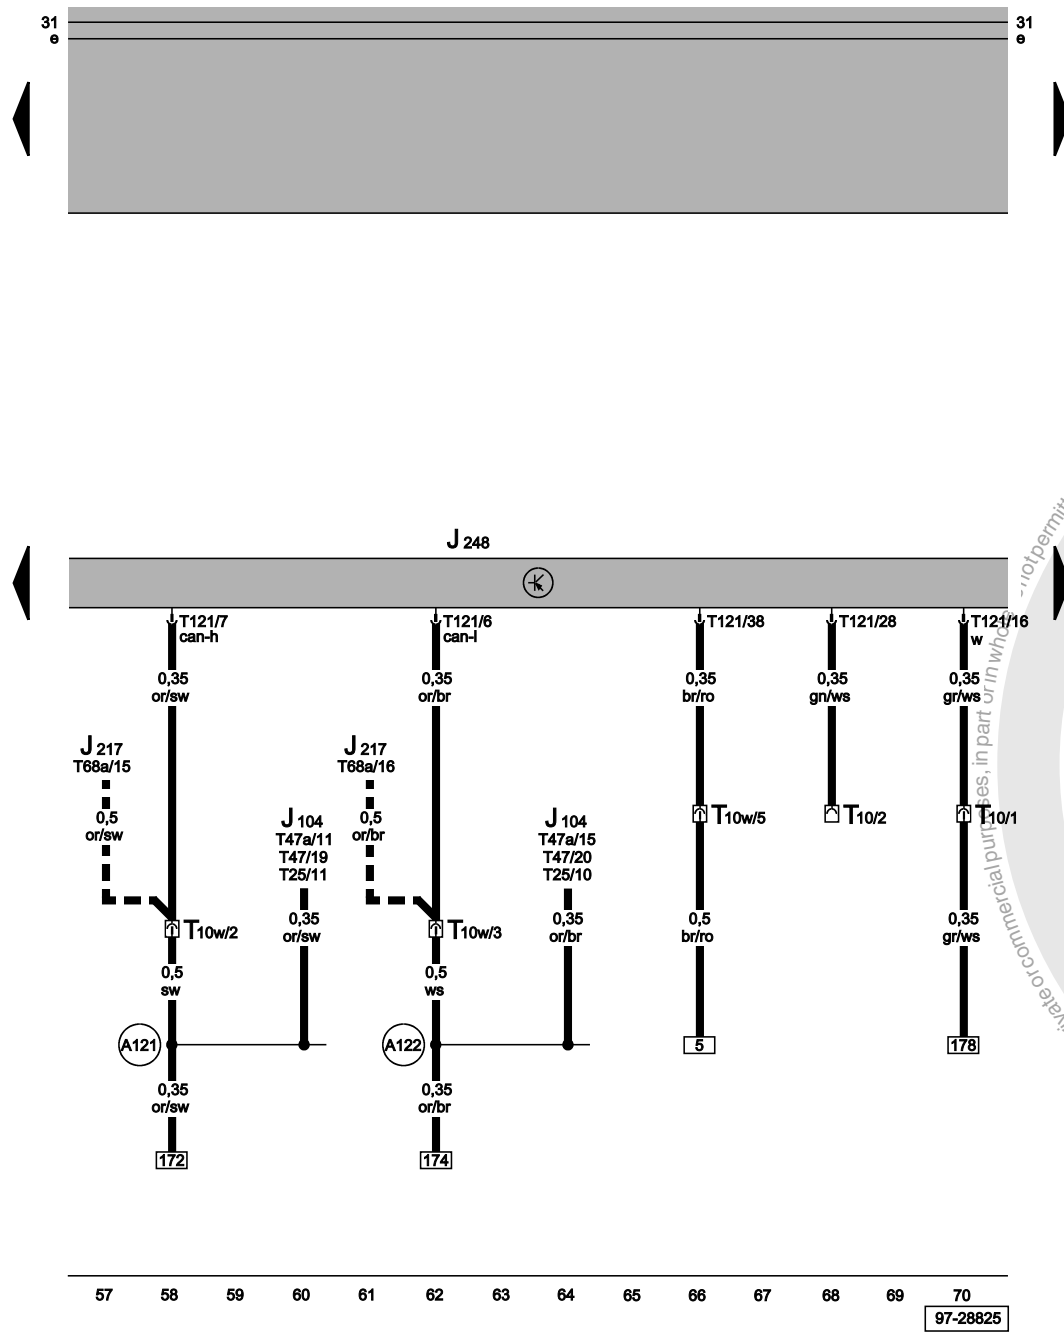 31 31
e e
J 248
T121/7 T121/6 T121/38 T121/28 T121/16
can-h can-l w
0,35 0,35 0,35 0,35 0,35
or/sw or/br br/ro gn/ws gr/ws
J 217 J 217
T68a/15 T68a/16
0,5 J 104 0,5 J 104 T10w/5 T10/2 T10/1
or/sw or/br
T47a/11 T47a/15
T47/19 T47/20
T25/11 T25/10
0,35 0,35 0,5 0,35
T10w/2 or/sw T10w/3 or/br br/ro gr/ws
0,5 0,5
sw ws
A121 A122 5 178
0,35 0,35
or/sw or/br
172 174
57 58 59 60 61 62 63 64 65 66 67 68 69 70
97-28825
commercial purposes, in part or in